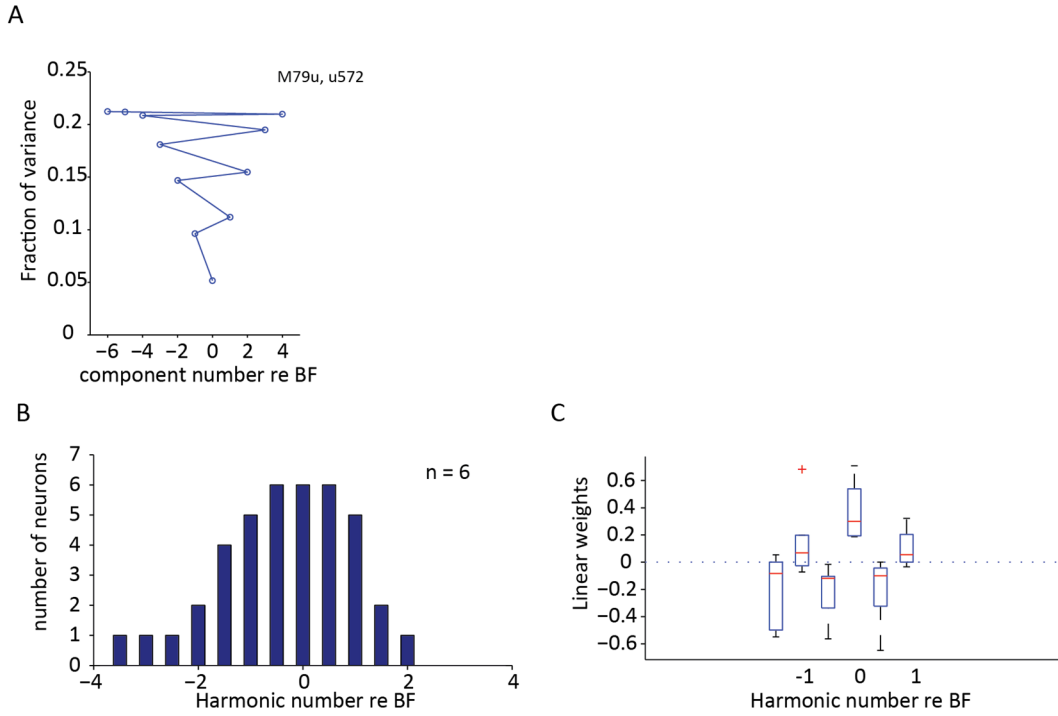 A
0.25
M79u, u572
0.2
0.15
0.1
0.05
0
Fraction of variance
−6 −4 −2 0 2 4
component number re BF
B
7
6
5
4
3
2
1
0
n = 6
number of neurons
−4 −2 0 2 4
Harmonic number re BF
C
0.6
0.4
0.2
0
−0.2
−0.4
−0.6
Linear weights
-1 0 1
Harmonic number re BF